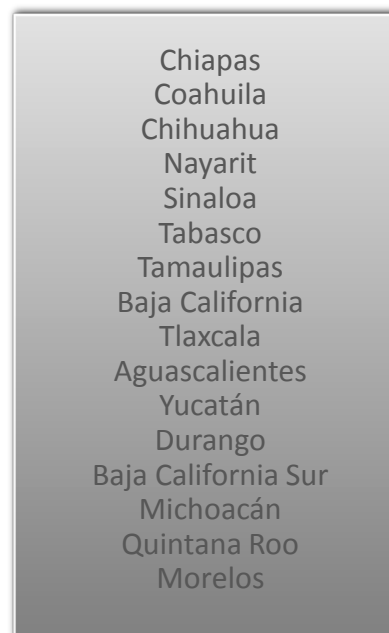 Chiapas
Coahuila
Chihuahua
Nayarit
Sinaloa
Tabasco
Tamaulipas
Baja California
Tlaxcala
Aguascalientes
Yucatán
Durango
Baja California Sur
Michoacán
Quintana Roo
Morelos